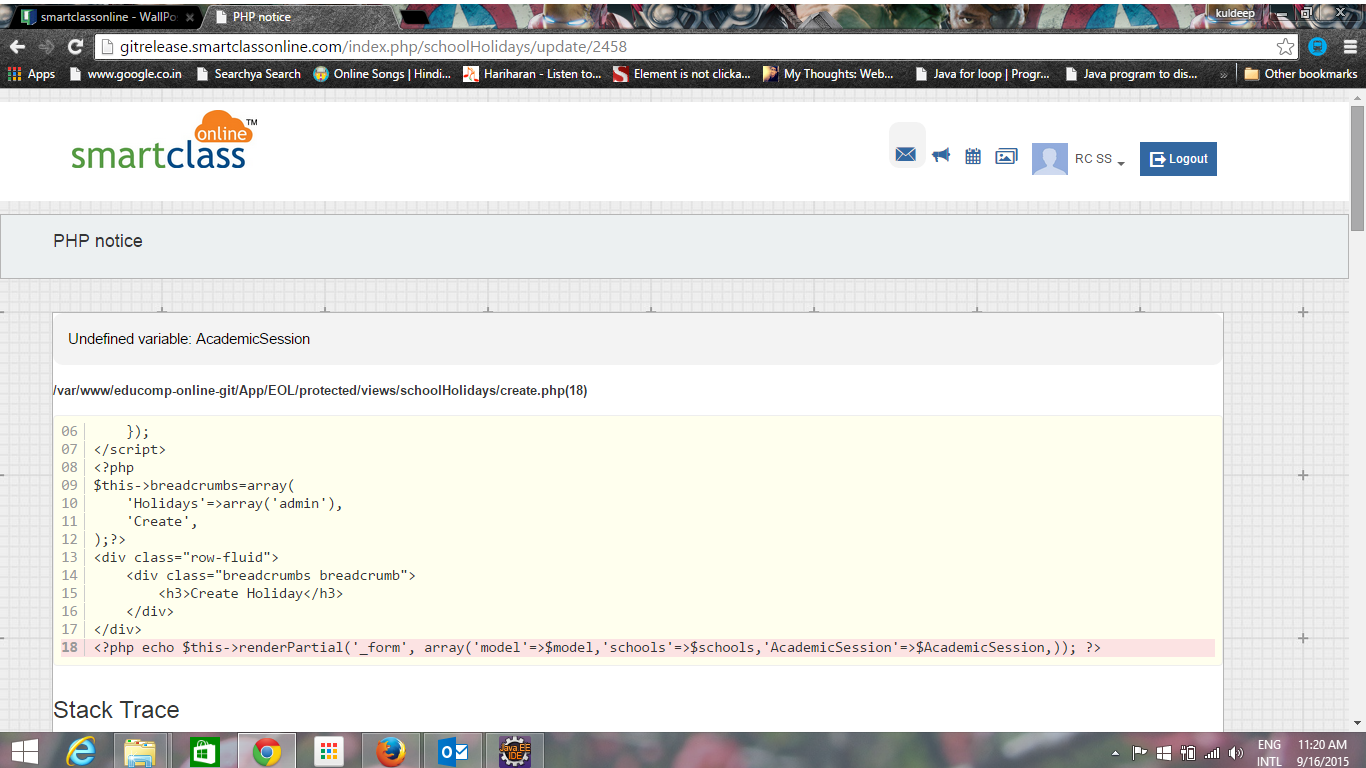 smartclassonline - WallPo
PHP notice
kuldeep
gitrelease.smartclassonline.com/index.php/schoolHolidays/update/2458
Apps
www.google.co.in
Searchya Search
Online Songs | Hindi...
Hariharan - Listen to...
Element is not clicka...
My Thoughts: Web...
Java for loop | Progr...
Java program to dis...
»
Other bookmarks
smartclass online TM
RC SS
Logout
PHP notice
Undefined variable: AcademicSession
/var/www/educomp-online-git/App/EOL/protected/views/schoolHolidays/create.php(18)
06     });
07 </script>
08 <?php
09 $this->breadcrumbs=array(
10     'Holidays'=>array('admin'),
11     'Create',
12 );?>
13 <div class="row-fluid">
14     <div class="breadcrumbs breadcrumb">
15         <h3>Create Holiday</h3>
16     </div>
17 </div>
18 <?php echo $this->renderPartial('_form', array('model'=>$model,'schools'=>$schools,'AcademicSession'=>$AcademicSession,)); ?>
Stack Trace
Java EE
IDE
ENG
INTL
11:20 AM
9/16/2015